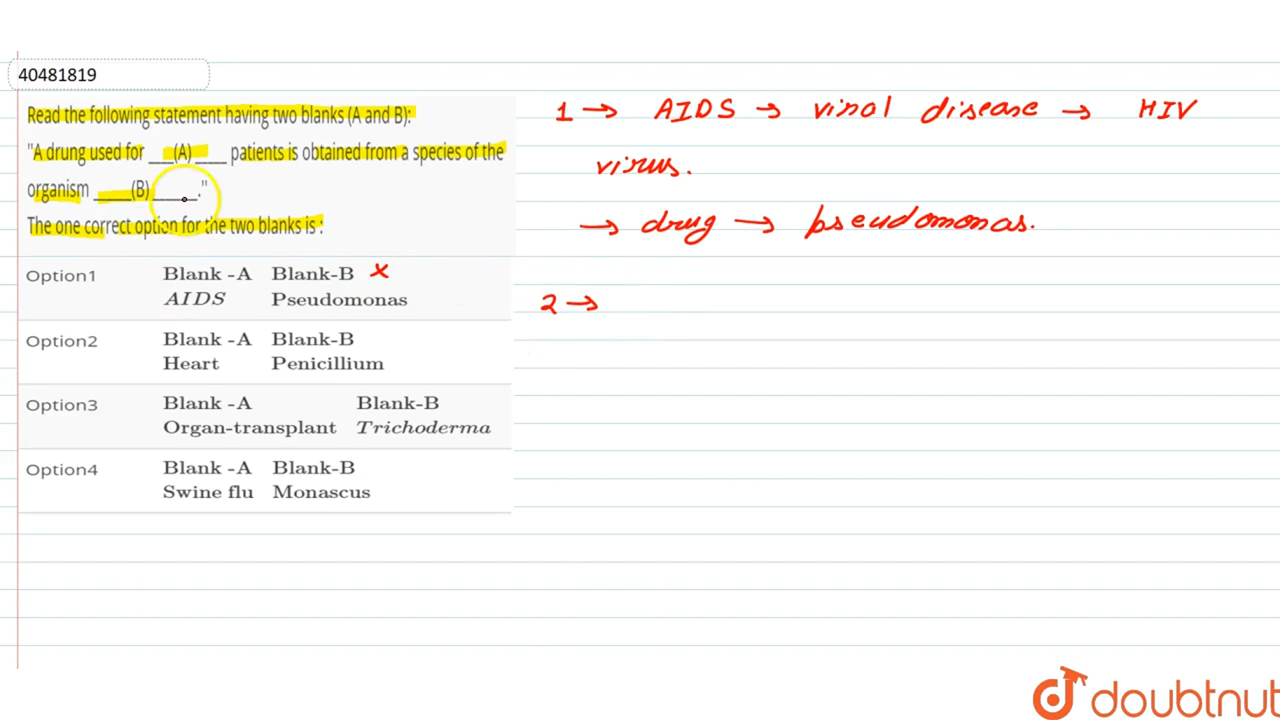 40481819
Read the following statement having two blanks (A and B):
"A drung used for ___(A) ____ patients is obtained from a species of the
organism _____(B) ______."
The one correct option for the two blanks is :
Option1 Blank -A Blank-B x
AIDS Pseudomonas
Option2 Blank -A Blank-B
Heart Penicillium
Option3 Blank -A Blank-B
Organ-transplant Trichoderma
Option4 Blank -A Blank-B
Swine flu Monascus
1 → AIDS → viral disease → HIV
virus.
→ drug → pseudomonas.
2 →
doubtnut